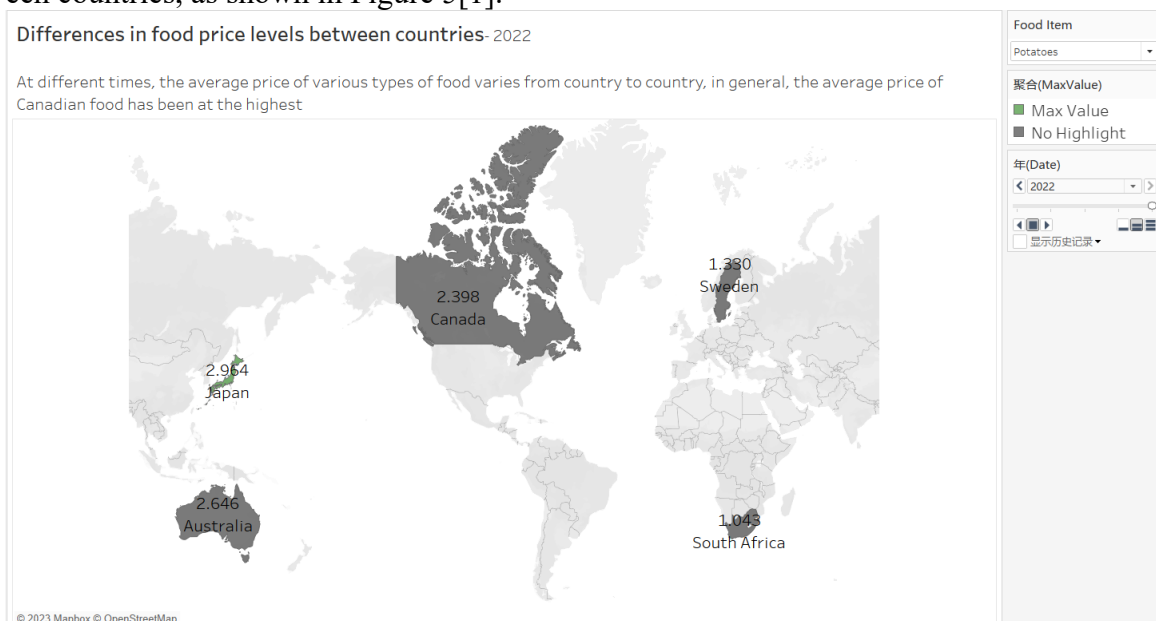 een countries, as shown in Figure 3[1].
Differences in food price levels between countries- 2022
At different times, the average price of various types of food varies from country to country, in general, the average price of
Canadian food has been at the highest
1.330
Sweden
2.398
Canada
2.964
Japan
2.646
Australia
1.043
South Africa
© 2023 Mapbox © OpenStreetMap
Food Item
Potatoes
聚合(MaxValue)
Max Value
No Highlight
年(Date)
2022
显示历史记录